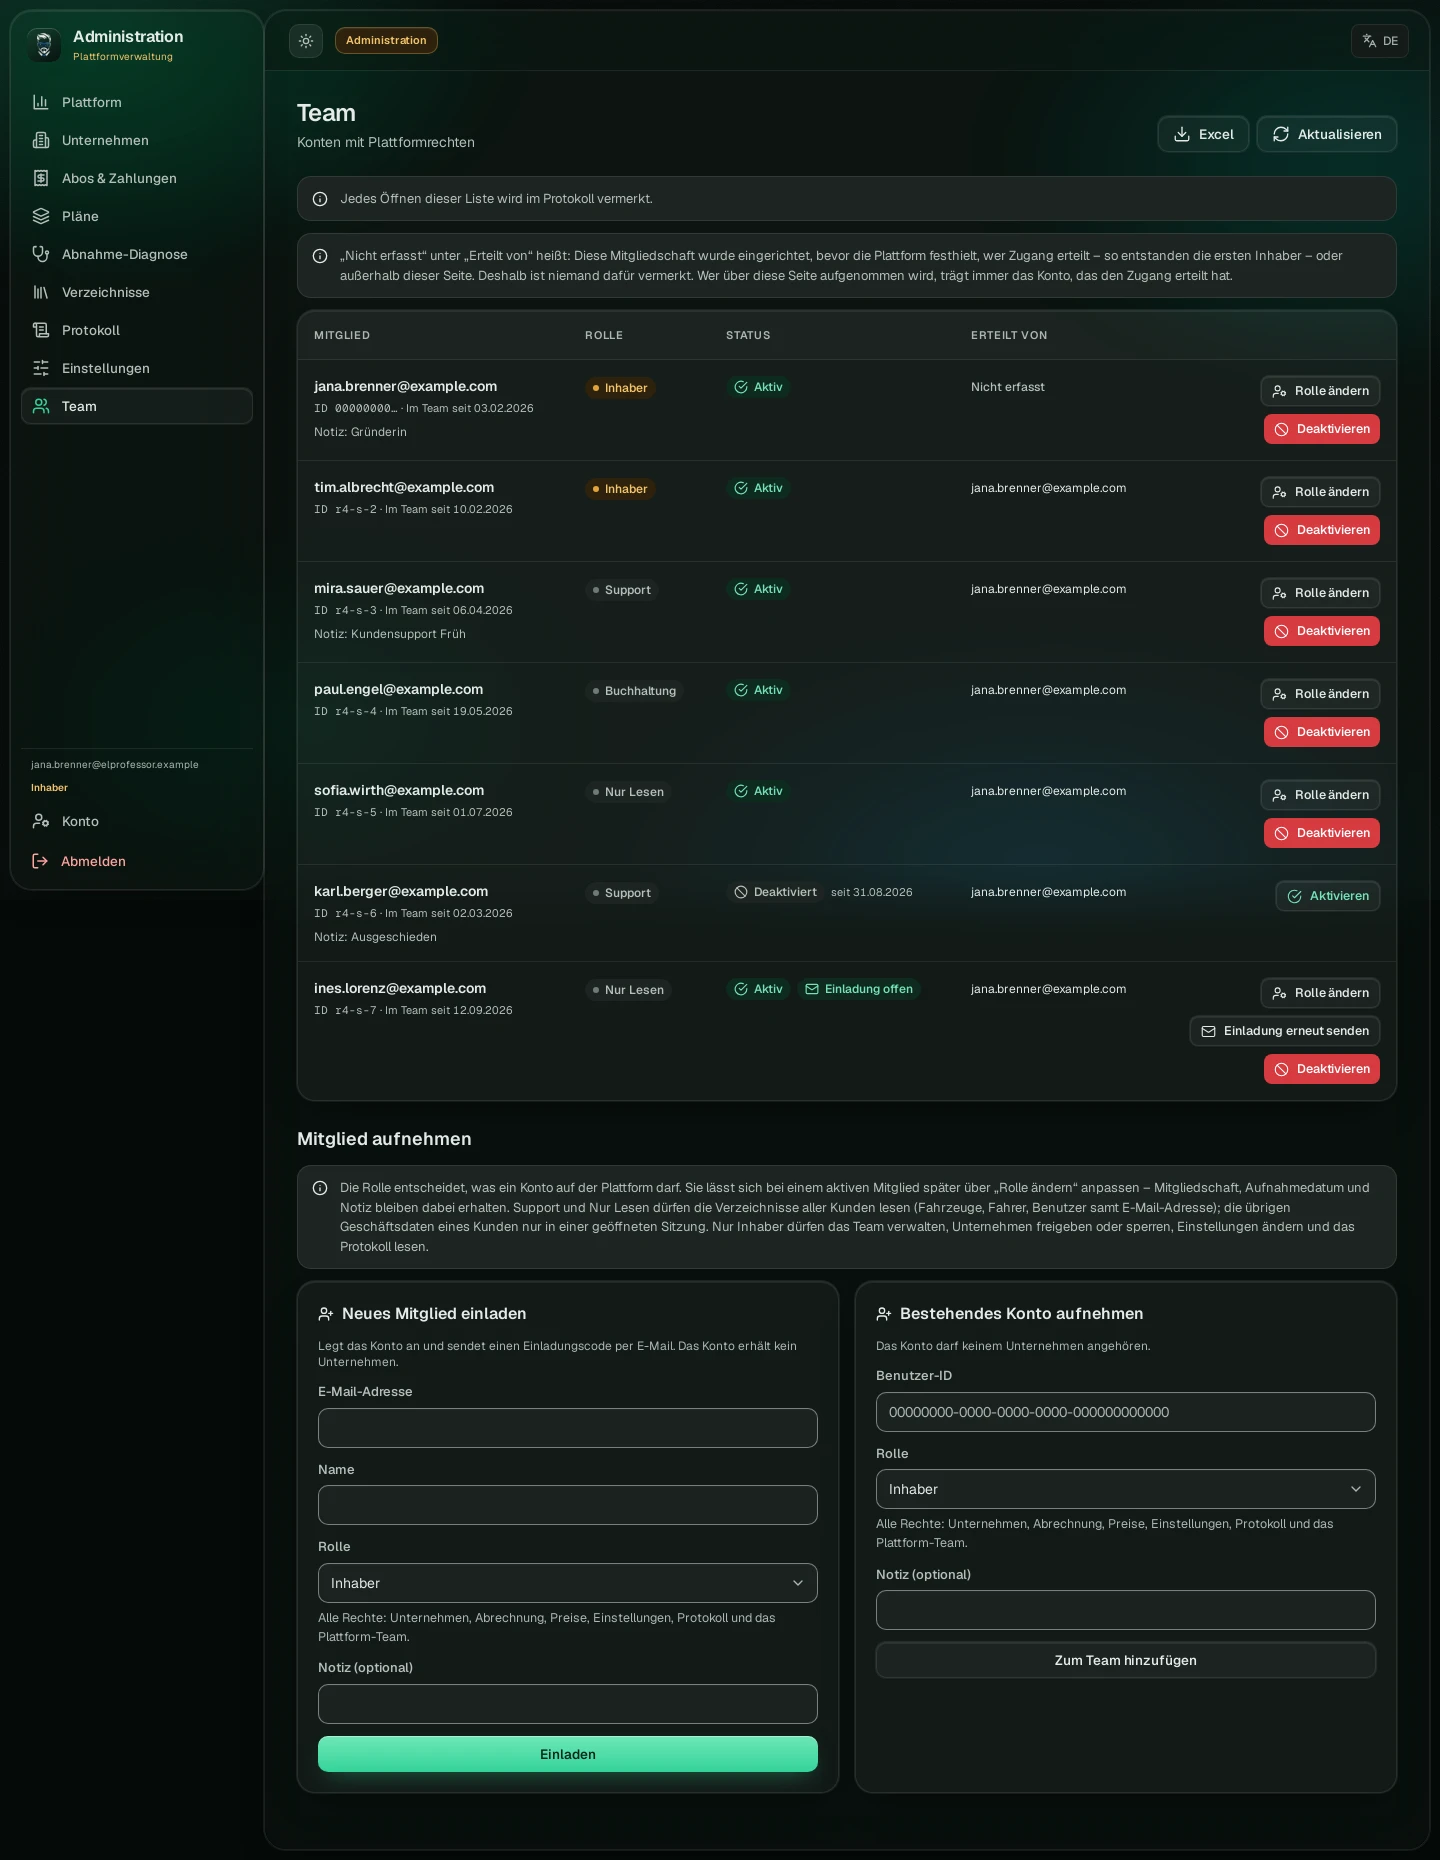 Administration
Plattformverwaltung
Plattform
Unternehmen
Abos & Zahlungen
Pläne
Abnahme-Diagnose
Verzeichnisse
Protokoll
Einstellungen
Team
jana.brenner@elprofessor.example
Inhaber
Konto
Abmelden
Administration
DE
Team
Konten mit Plattformrechten
Excel
Aktualisieren
Jedes Öffnen dieser Liste wird im Protokoll vermerkt.
„Nicht erfasst“ unter „Erteilt von“ heißt: Diese Mitgliedschaft wurde eingerichtet, bevor die Plattform festhielt, wer Zugang erteilt – so entstanden die ersten Inhaber – oder
außerhalb dieser Seite. Deshalb ist niemand dafür vermerkt. Wer über diese Seite aufgenommen wird, trägt immer das Konto, das den Zugang erteilt hat.
MITGLIED ROLLE STATUS ERTEILT VON
jana.brenner@example.com Inhaber Aktiv Nicht erfasst Rolle ändern
ID 00000000… · Im Team seit 03.02.2026
Notiz: Gründerin Deaktivieren
tim.albrecht@example.com Inhaber Aktiv jana.brenner@example.com Rolle ändern
ID r4-s-2 · Im Team seit 10.02.2026
Deaktivieren
mira.sauer@example.com Support Aktiv jana.brenner@example.com Rolle ändern
ID r4-s-3 · Im Team seit 06.04.2026
Notiz: Kundensupport Früh Deaktivieren
paul.engel@example.com Buchhaltung Aktiv jana.brenner@example.com Rolle ändern
ID r4-s-4 · Im Team seit 19.05.2026
Deaktivieren
sofia.wirth@example.com Nur Lesen Aktiv jana.brenner@example.com Rolle ändern
ID r4-s-5 · Im Team seit 01.07.2026
Deaktivieren
karl.berger@example.com Support Deaktiviert seit 31.08.2026 jana.brenner@example.com Aktivieren
ID r4-s-6 · Im Team seit 02.03.2026
Notiz: Ausgeschieden
ines.lorenz@example.com Nur Lesen Aktiv Einladung offen jana.brenner@example.com Rolle ändern
ID r4-s-7 · Im Team seit 12.09.2026
Einladung erneut senden
Deaktivieren
Mitglied aufnehmen
Die Rolle entscheidet, was ein Konto auf der Plattform darf. Sie lässt sich bei einem aktiven Mitglied später über „Rolle ändern“ anpassen – Mitgliedschaft, Aufnahmedatum und
Notiz bleiben dabei erhalten. Support und Nur Lesen dürfen die Verzeichnisse aller Kunden lesen (Fahrzeuge, Fahrer, Benutzer samt E-Mail-Adresse); die übrigen
Geschäftsdaten eines Kunden nur in einer geöffneten Sitzung. Nur Inhaber dürfen das Team verwalten, Unternehmen freigeben oder sperren, Einstellungen ändern und das
Protokoll lesen.
Neues Mitglied einladen
Legt das Konto an und sendet einen Einladungscode per E-Mail. Das Konto erhält kein
Unternehmen.
E-Mail-Adresse
Name
Rolle
Inhaber
Alle Rechte: Unternehmen, Abrechnung, Preise, Einstellungen, Protokoll und das
Plattform-Team.
Notiz (optional)
Einladen
Bestehendes Konto aufnehmen
Das Konto darf keinem Unternehmen angehören.
Benutzer-ID
00000000-0000-0000-0000-000000000000
Rolle
Inhaber
Alle Rechte: Unternehmen, Abrechnung, Preise, Einstellungen, Protokoll und das
Plattform-Team.
Notiz (optional)
Zum Team hinzufügen